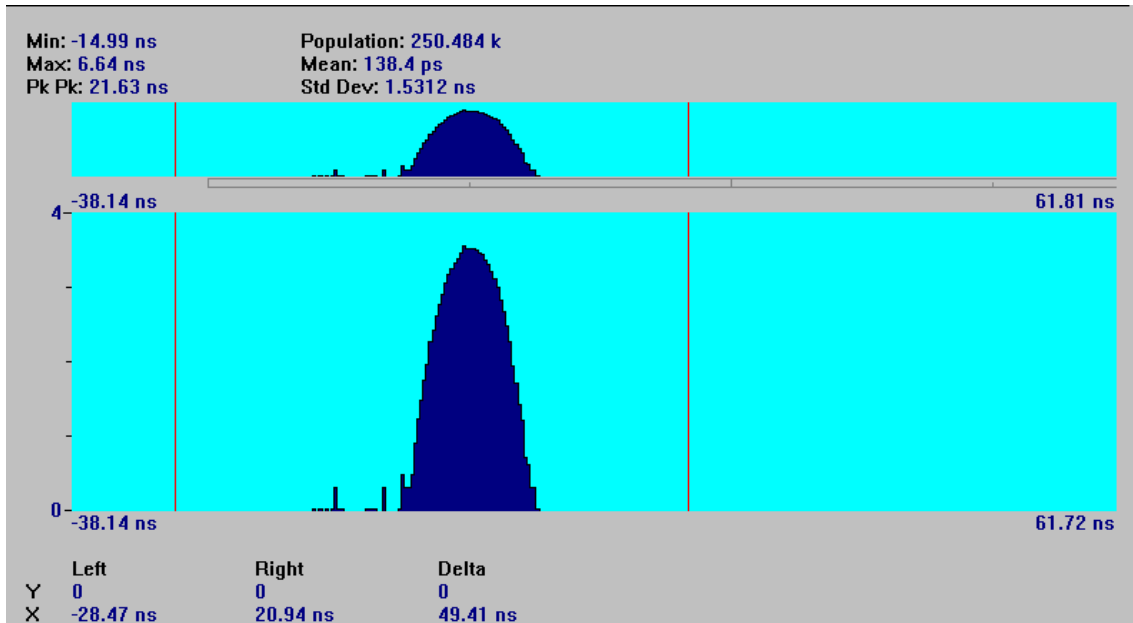 Min: -14.99 ns Population: 250.484 k
Max: 6.64 ns Mean: 138.4 ps
Pk Pk: 21.63 ns Std Dev: 1.5312 ns
-38.14 ns 61.81 ns
4
0
-38.14 ns 61.72 ns
Left Right Delta
Y 0 0 0
X -28.47 ns 20.94 ns 49.41 ns